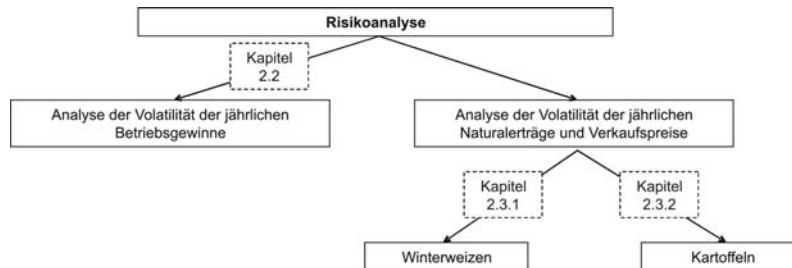 Risikoanalyse
Kapitel
2.2
Analyse der Volatilität der jährlichen
Betriebsgewinne
Analyse der Volatilität der jährlichen
Naturalerträge und Verkaufspreise
Kapitel
2.3.1
Kapitel
2.3.2
Winterweizen
Kartoffeln